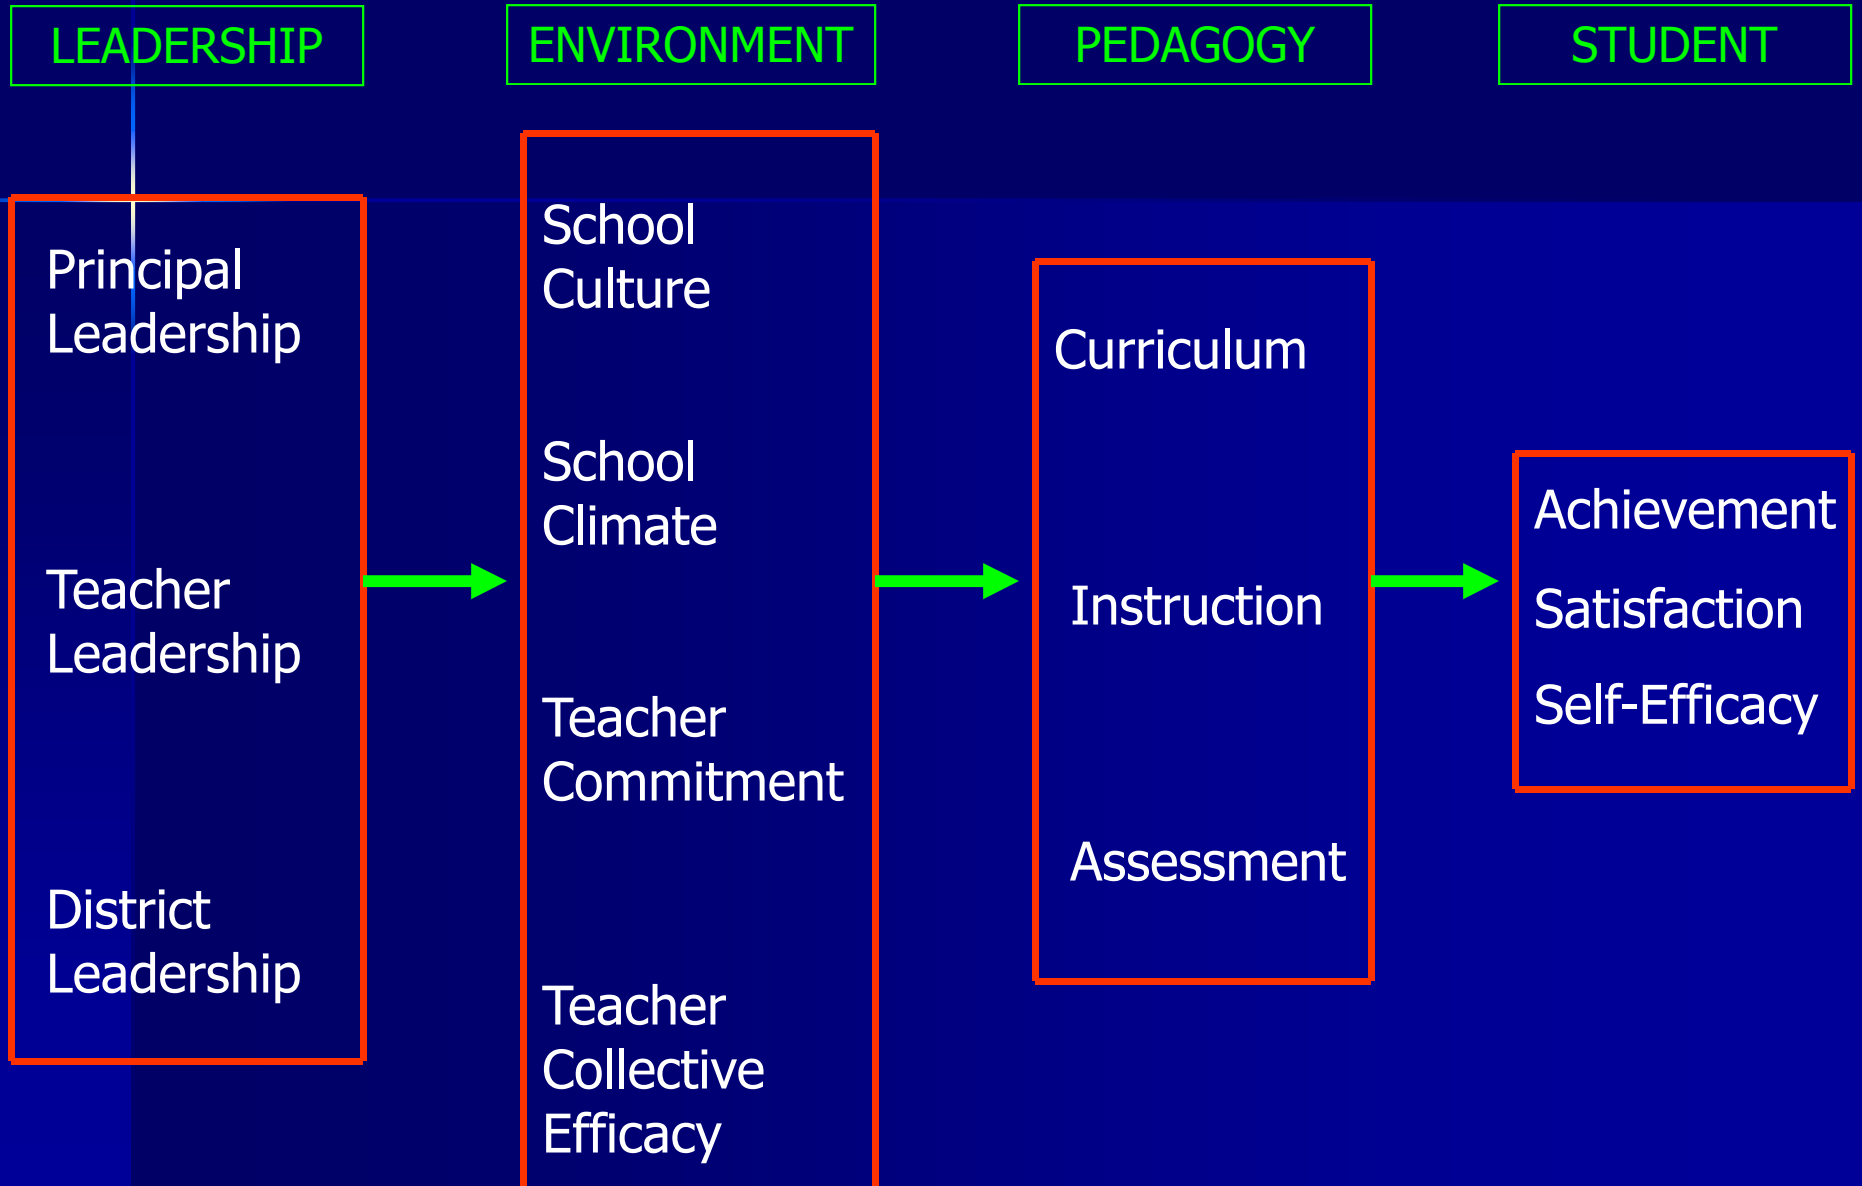 LEADERSHIP
ENVIRONMENT
PEDAGOGY
STUDENT
Principal
Leadership
Teacher
Leadership
District
Leadership
School
Culture
School
Climate
Teacher
Commitment
Teacher
Collective
Efficacy
Curriculum
Instruction
Assessment
Achievement
Satisfaction
Self-Efficacy